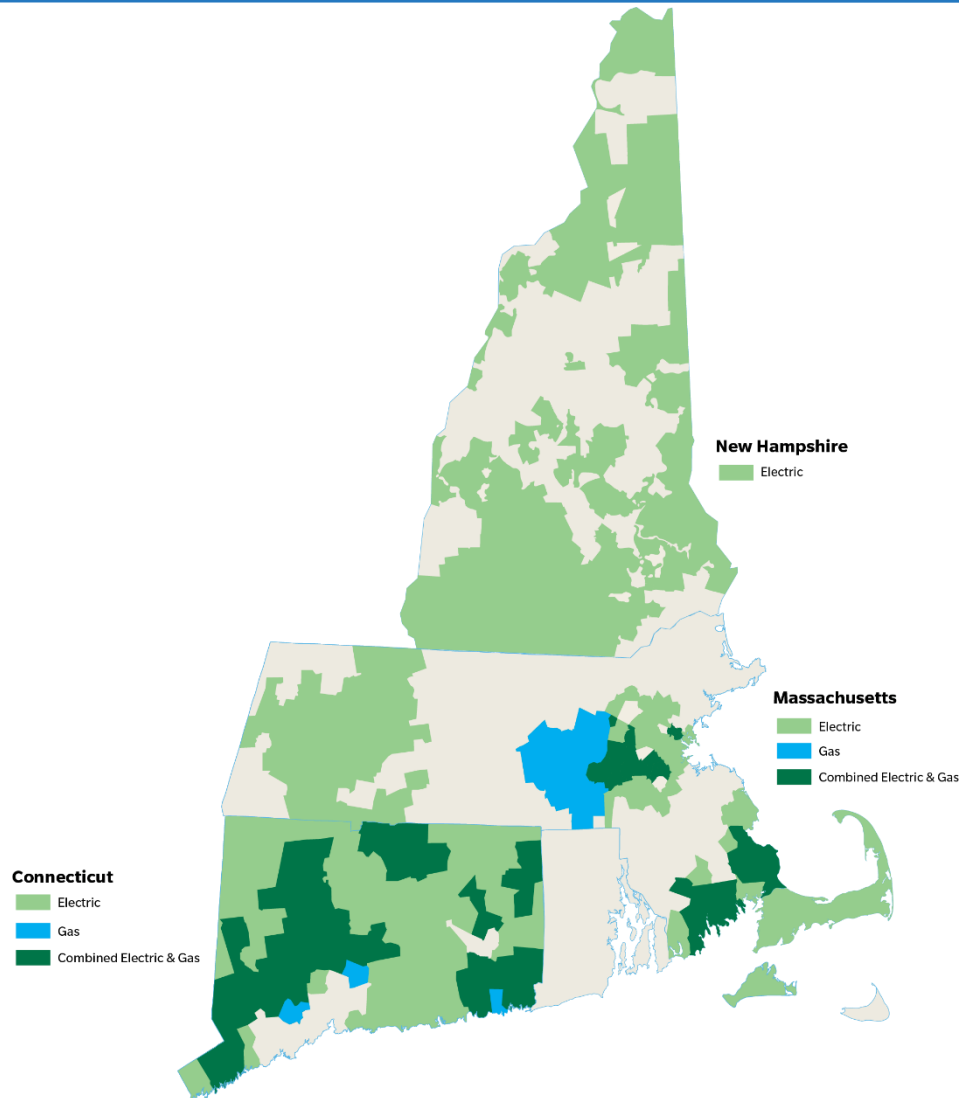 New Hampshire
Electric
Massachusetts
Electric
Gas
Combined Electric & Gas
Connecticut
Electric
Gas
Combined Electric & Gas